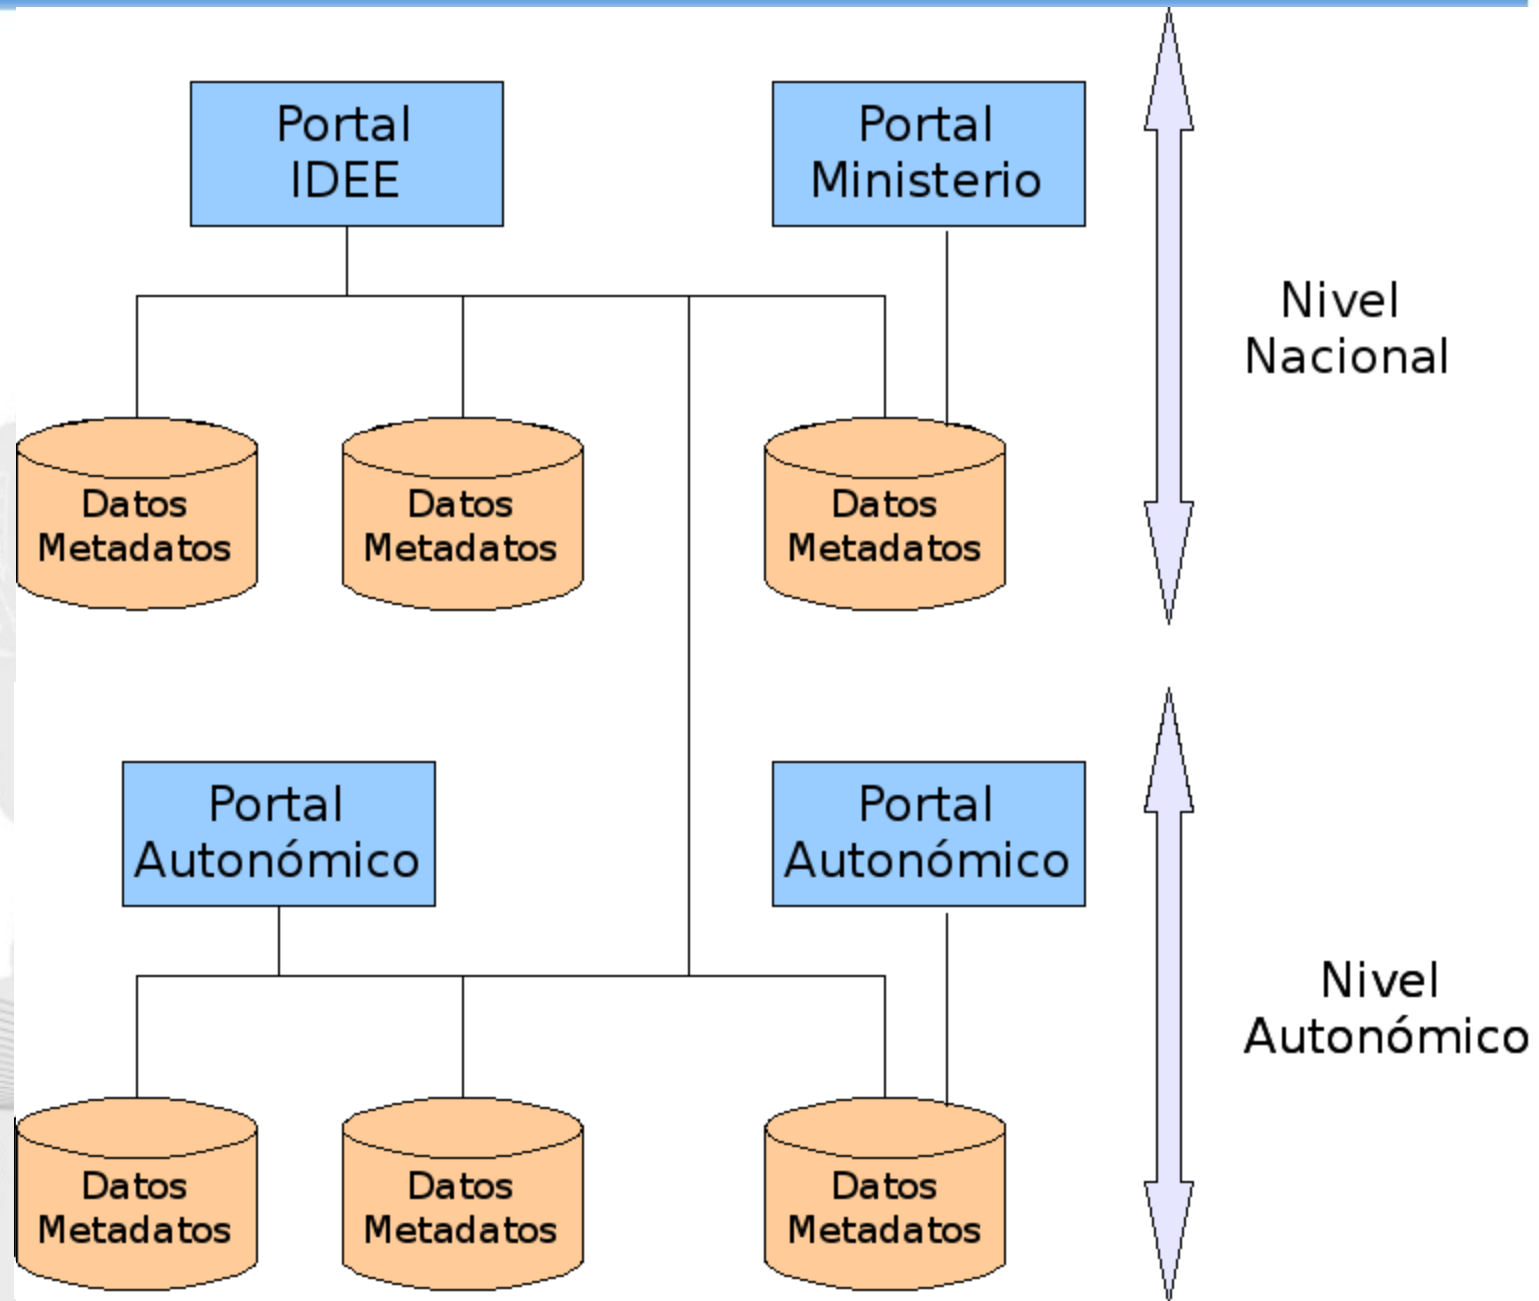 Portal
IDEE
Portal
Ministerio
Nivel
Nacional
Datos
Metadatos
Datos
Metadatos
Datos
Metadatos
Portal
Autonómico
Portal
Autonómico
Nivel
Autonómico
Datos
Metadatos
Datos
Metadatos
Datos
Metadatos